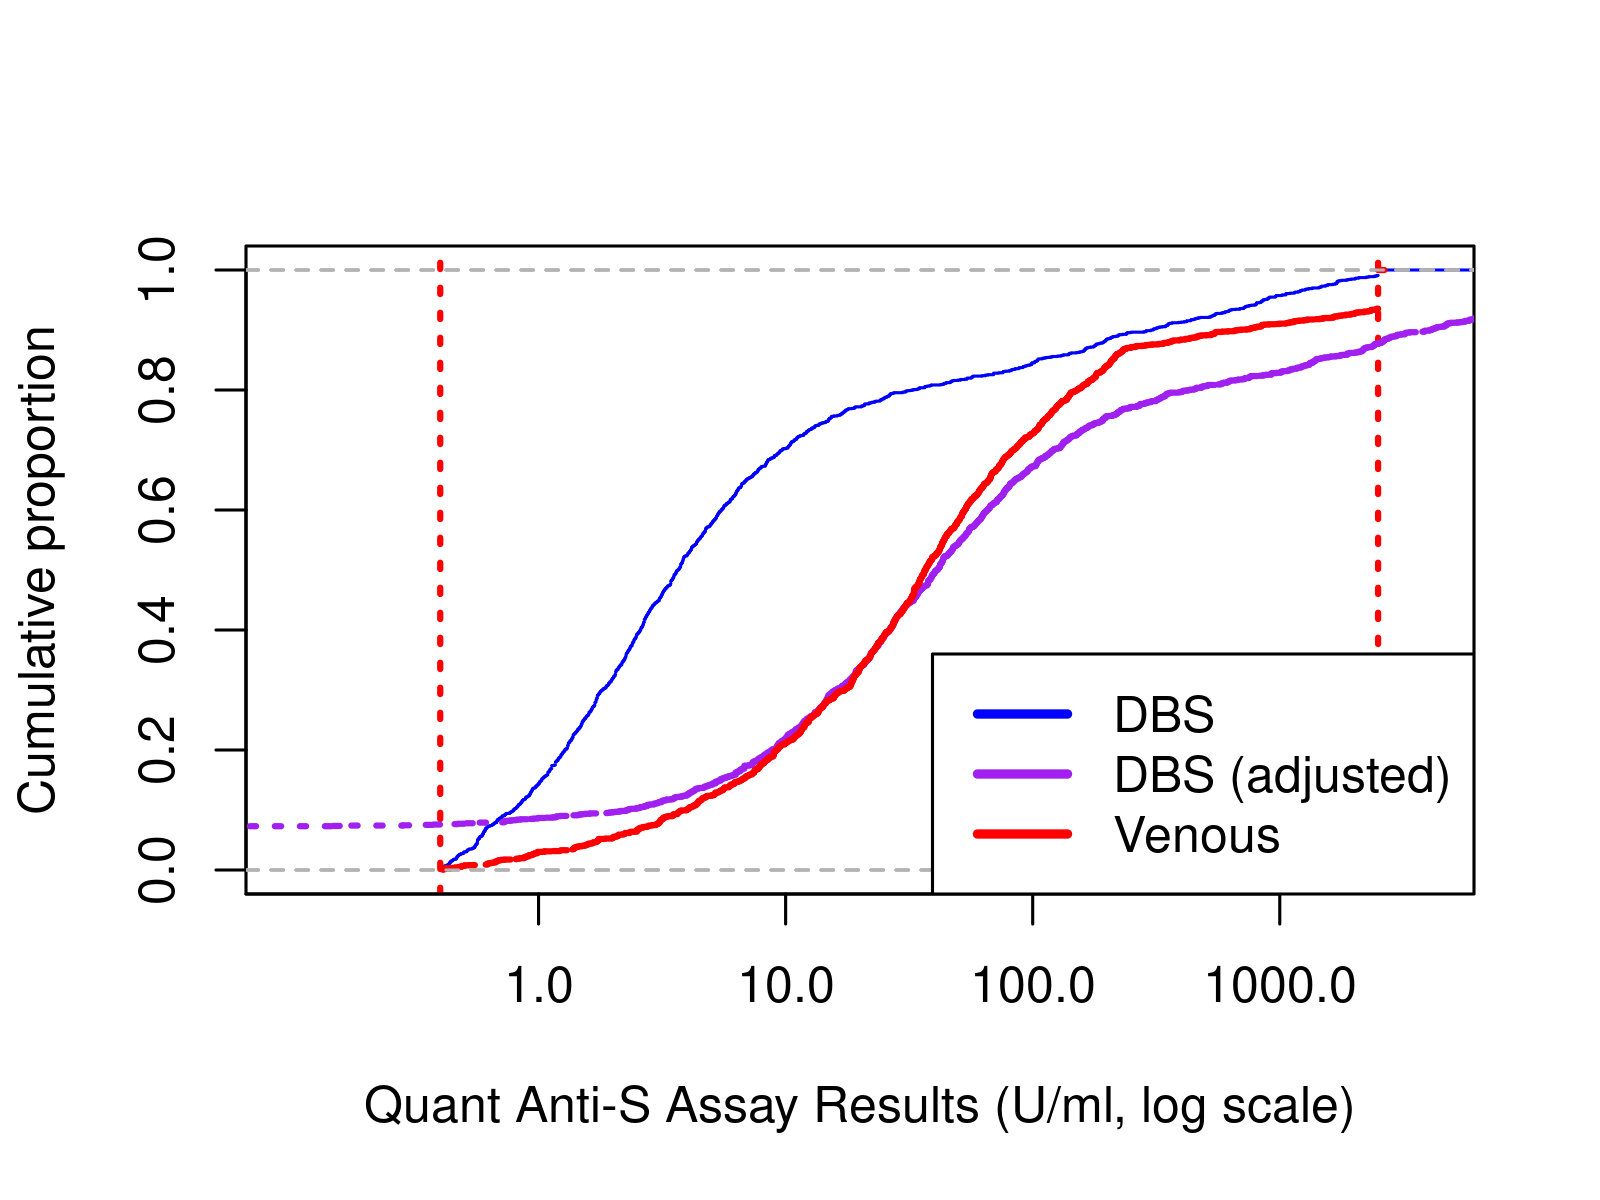 Cumulative proportion
1.0
0.8
0.6
0.4
0.2
0.0
DBS
DBS (adjusted)
Venous
1.0 10.0 100.0 1000.0
Quant Anti-S Assay Results (U/ml, log scale)